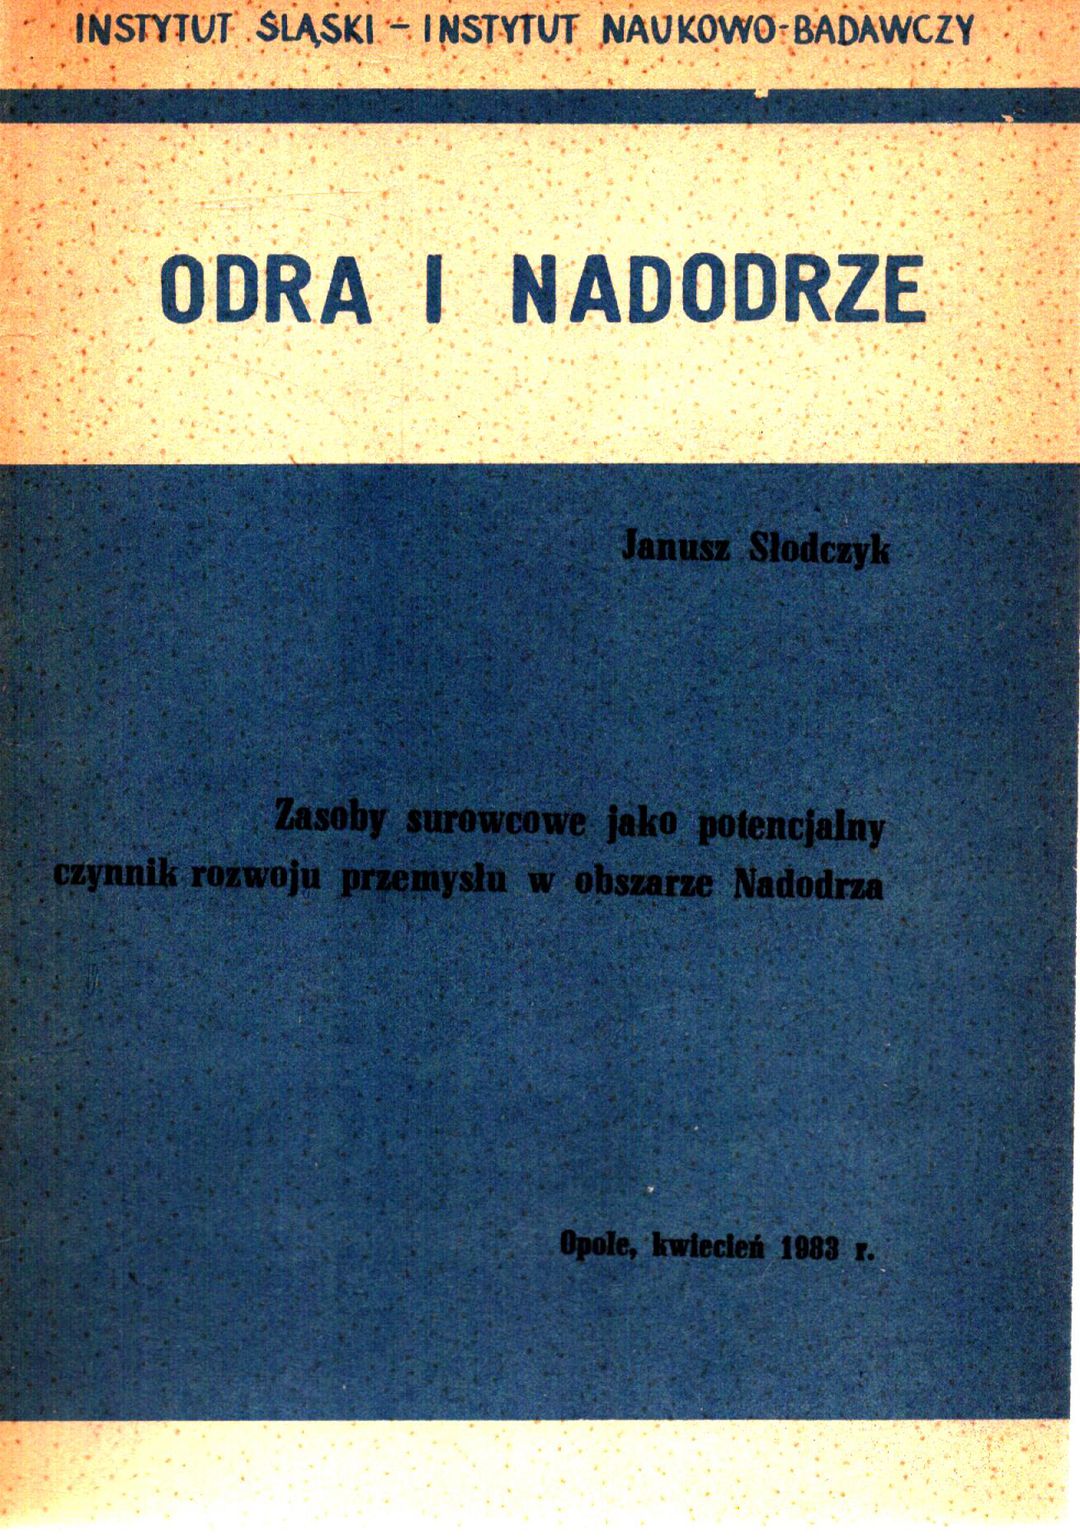 INSTYTUT ŚLĄSKI – INSTYTUT NAUKOWO-BADAWCZY
ODRA I NADODRZE
Janusz Słodczyk
Zasoby surowcowe jako potencjalny
czynnik rozwoju przemysłu w obszarze Nadodrza
Opole, kwiecień 1983 r.